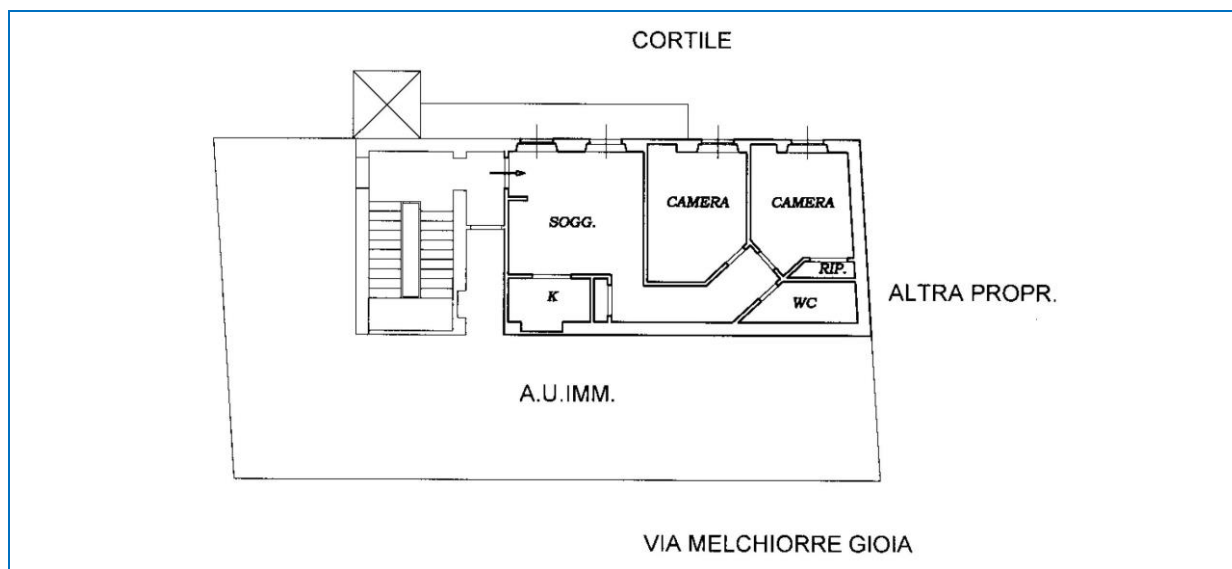 CORTILE
CAMERA
CAMERA
SOGG.
RIP.
K
WC
ALTRA PROPR.
A.U.IMM.
VIA MELCHIORRE GIOIA